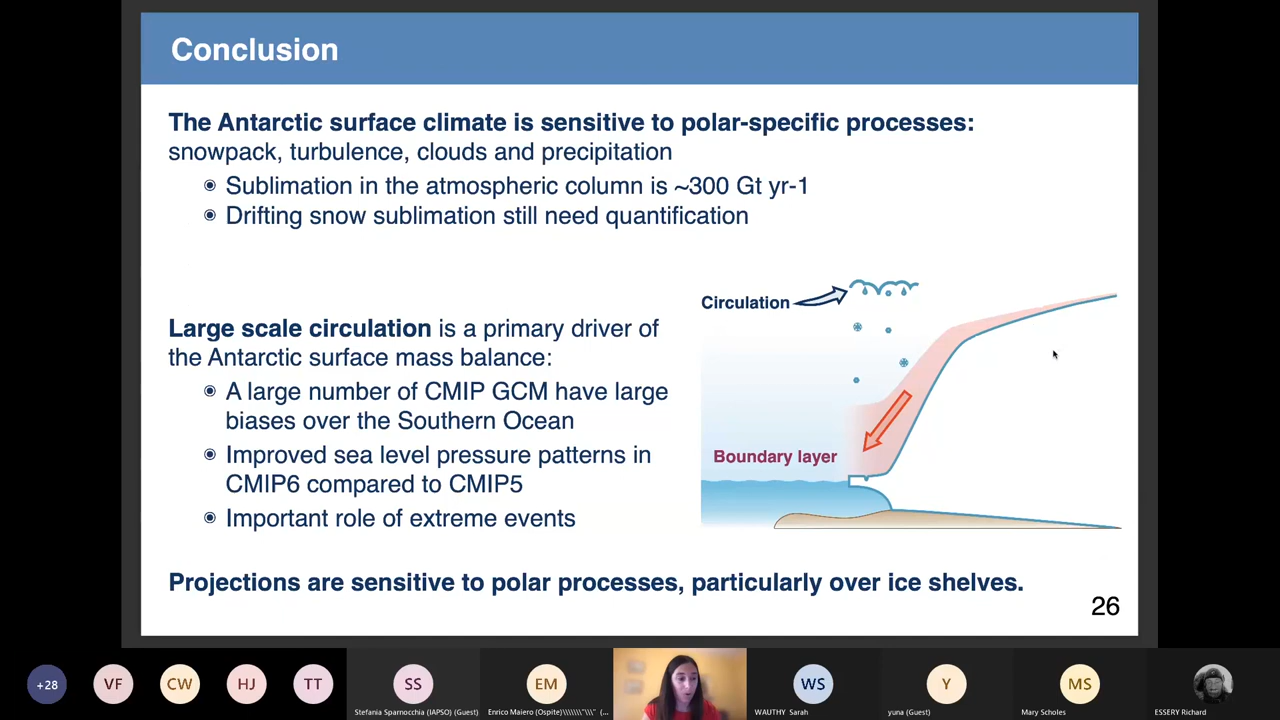 Conclusion
The Antarctic surface climate is sensitive to polar-specific processes:
snowpack, turbulence, clouds and precipitation
Sublimation in the atmospheric column is ~300 Gt yr-1
Drifting snow sublimation still need quantification
Large scale circulation is a primary driver of
the Antarctic surface mass balance:
A large number of CMIP GCM have large
biases over the Southern Ocean
Improved sea level pressure patterns in
CMIP6 compared to CMIP5
Important role of extreme events
Circulation
Boundary layer
Projections are sensitive to polar processes, particularly over ice shelves.
26
+28
VF
CW
HJ
TT
SS
EM
WS
Y
MS
Stefania Sparnocchia (IAPSO) (Guest)
Enrico Maiero (Ospite)\\\\\\\"\\\" (...
WAUTHY Sarah
yuna (Guest)
Mary Scholes
ESSERY Richard